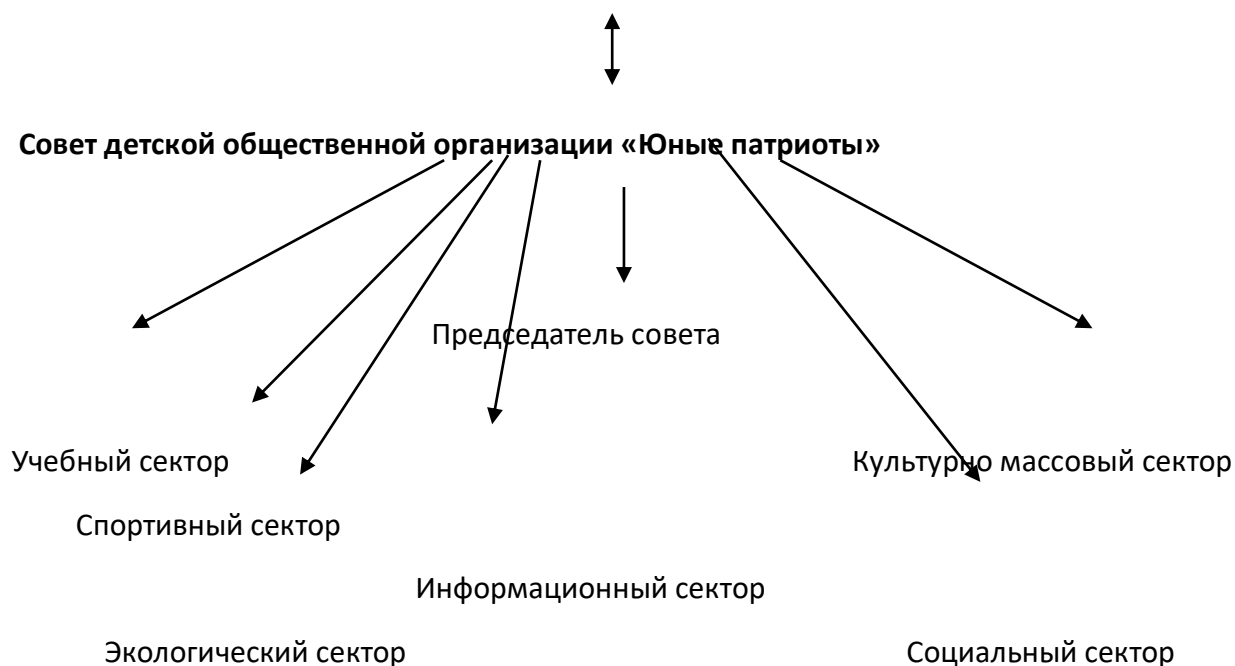 Совет детской общественной организации «Юные патриоты»
Председатель совета
Учебный сектор Культурно массовый сектор
Спортивный сектор
Информационный сектор
Экологический сектор Социальный сектор